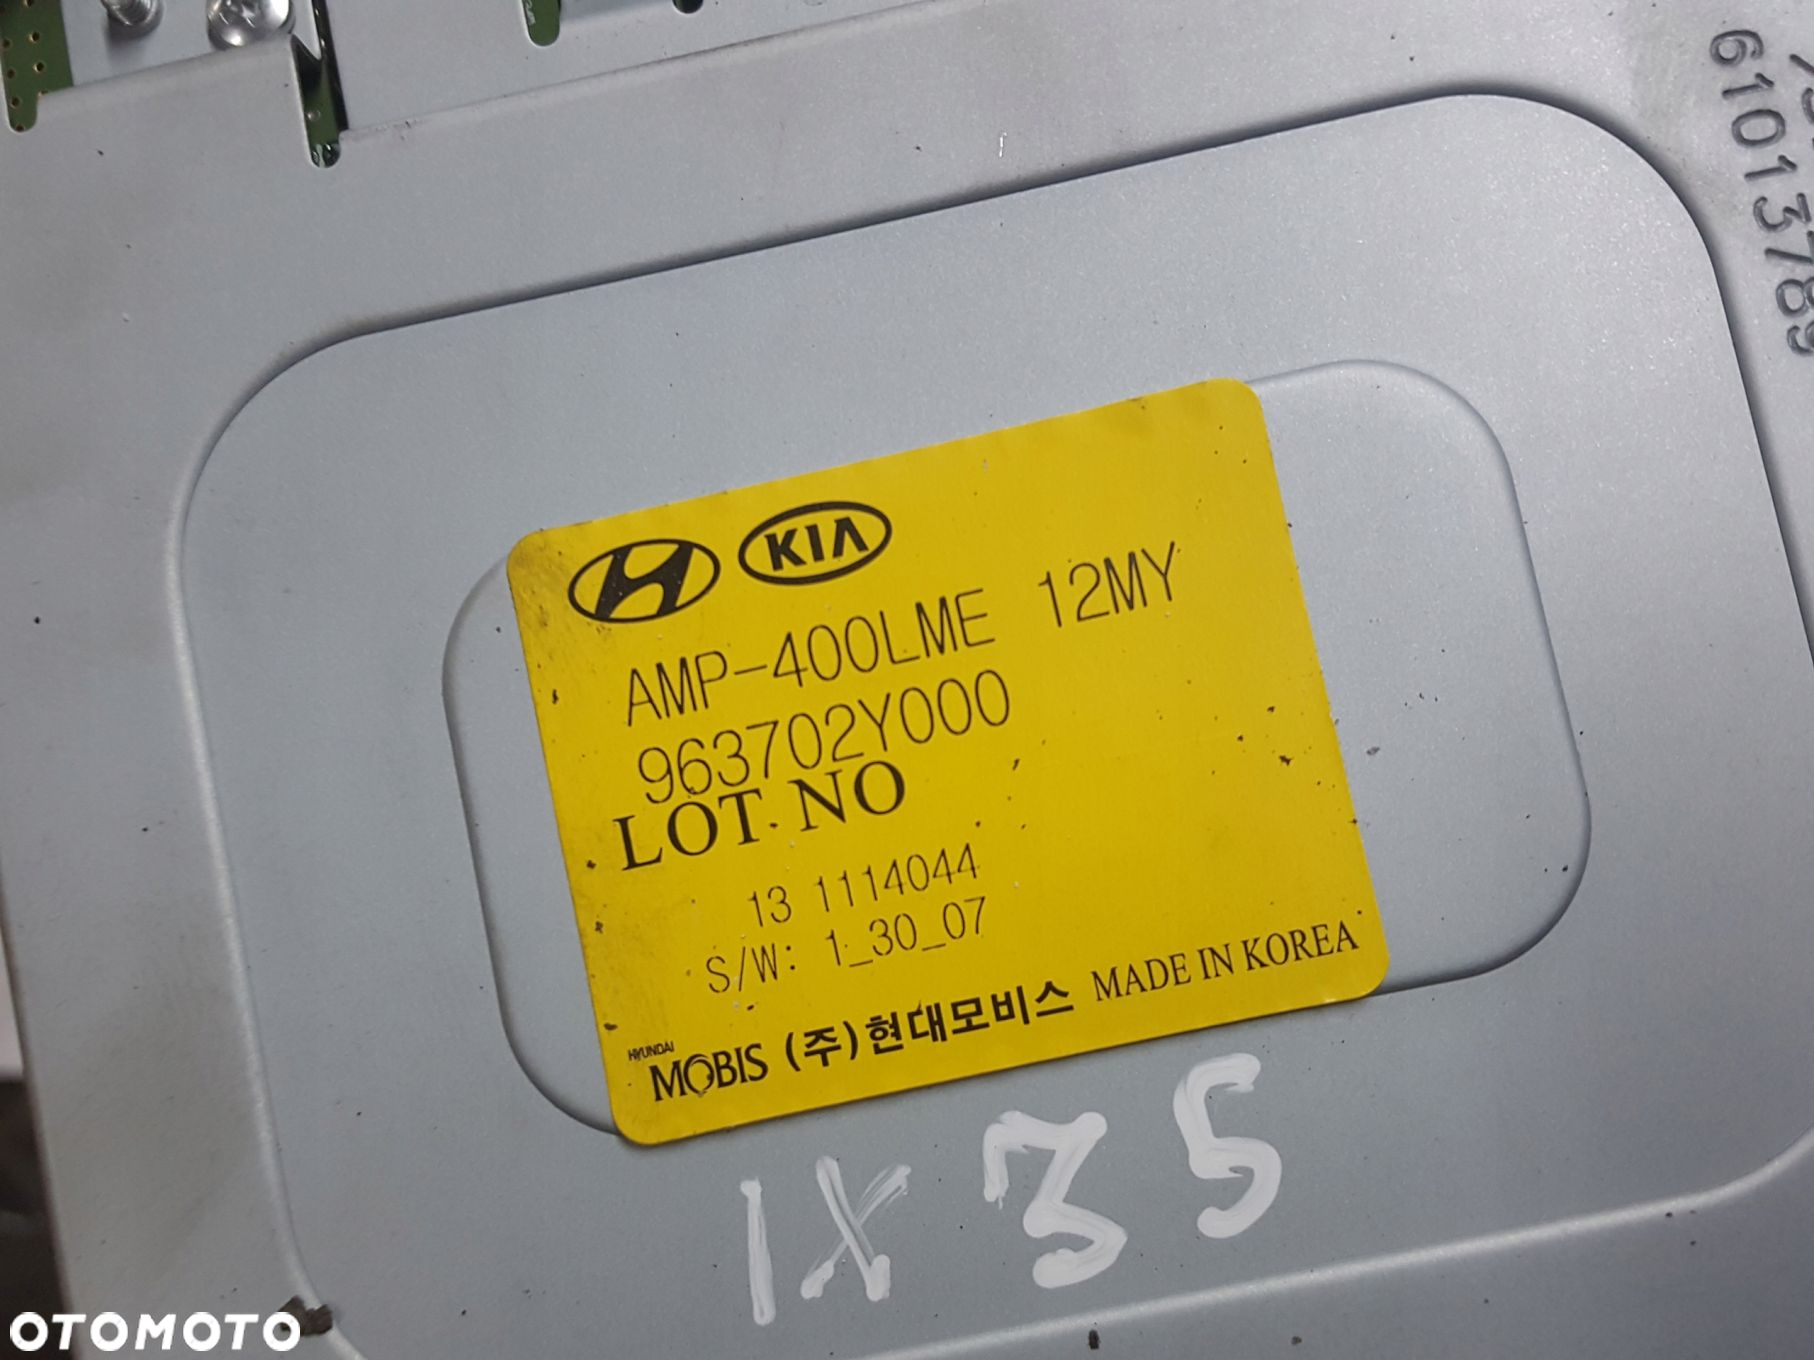 61013789
KIA
AMP-400LME 12MY
963702Y000
LOT NO
13 1114044
S/W: 1_30_07
HYUNDAI
MOBIS (주)현대모비스 MADE IN KOREA
IX35
OTOMOTO